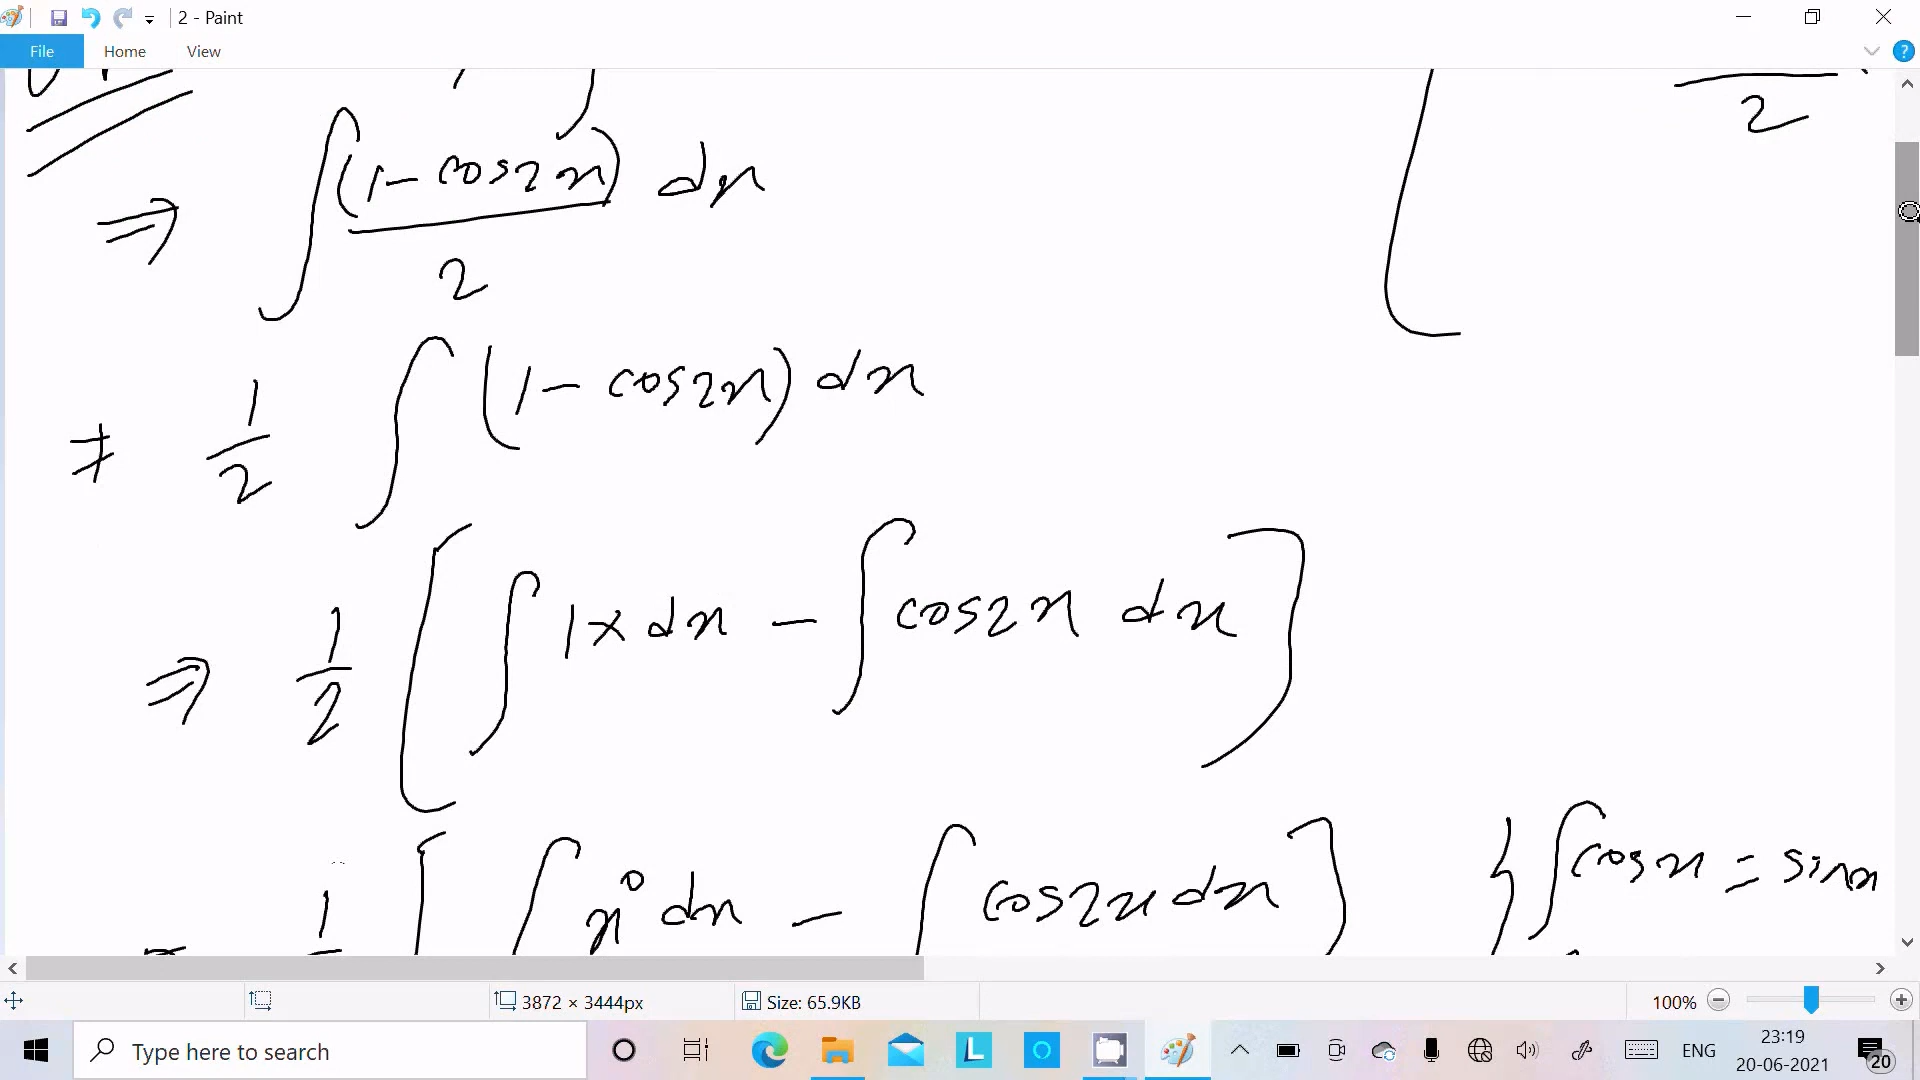 2 - Paint
File Home View
2
⇒ ∫ (1 - cos2x) dx
2
⇒ 1/2 ∫ (1 - cos2x) dx
⇒ 1/2 [ ∫ 1 x dx - ∫ cos2x dx ]
1 [ ∫ x⁰ dx - ∫ cos2x dx ] { ∫ cosx = sinx
3872 × 3444px Size: 65.9KB 100%
Type here to search
L
ENG
23:19
20-06-2021
20